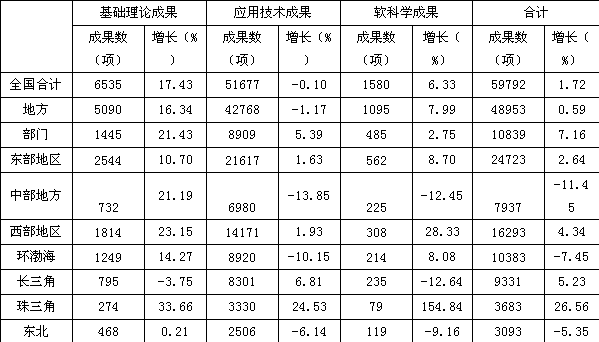 基础理论成果 应用技术成果 软科学成果 合计
成果数（项） 增长（%） 成果数（项） 增长（%） 成果数（项） 增长（%） 成果数（项） 增长（%）
全国合计 6535 17.43 51677 -0.10 1580 6.33 59792 1.72
地方 5090 16.34 42768 -1.17 1095 7.99 48953 0.59
部门 1445 21.43 8909 5.39 485 2.75 10839 7.16
东部地区 2544 10.70 21617 1.63 562 8.70 24723 2.64
中部地方 732 21.19 6980 -13.85 225 -12.45 7937 -11.45
西部地区 1814 23.15 14171 1.93 308 28.33 16293 4.34
环渤海 1249 14.27 8920 -10.15 214 8.08 10383 -7.45
长三角 795 -3.75 8301 6.81 235 -12.64 9331 5.23
珠三角 274 33.66 3330 24.53 79 154.84 3683 26.56
东北 468 0.21 2506 -6.14 119 -9.16 3093 -5.35